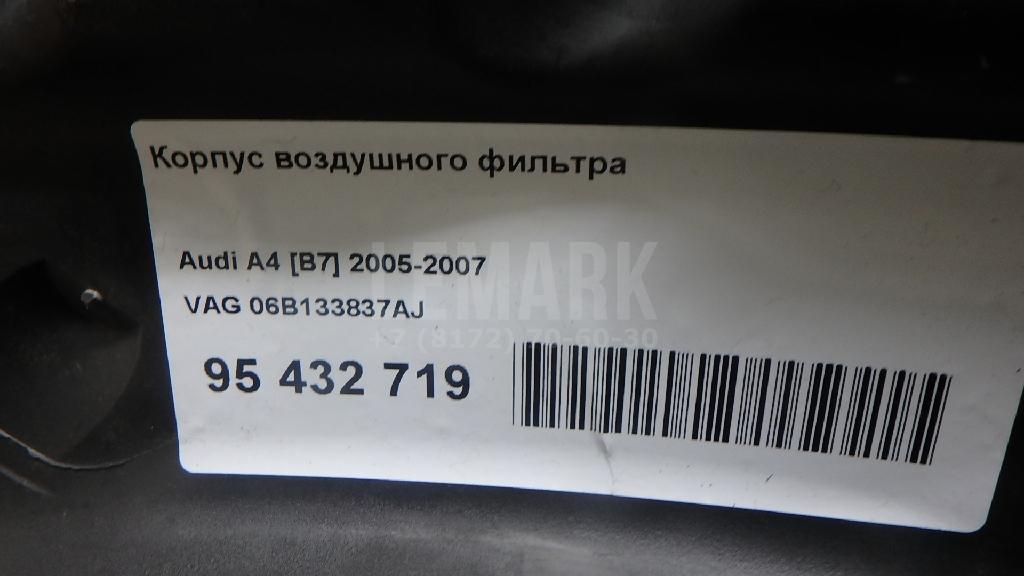 Корпус воздушного фильтра
Audi A4 [B7] 2005-2007
VAG 06B133837AJ
95 432 719
LEMARK
+7 (8172) 70-60-30